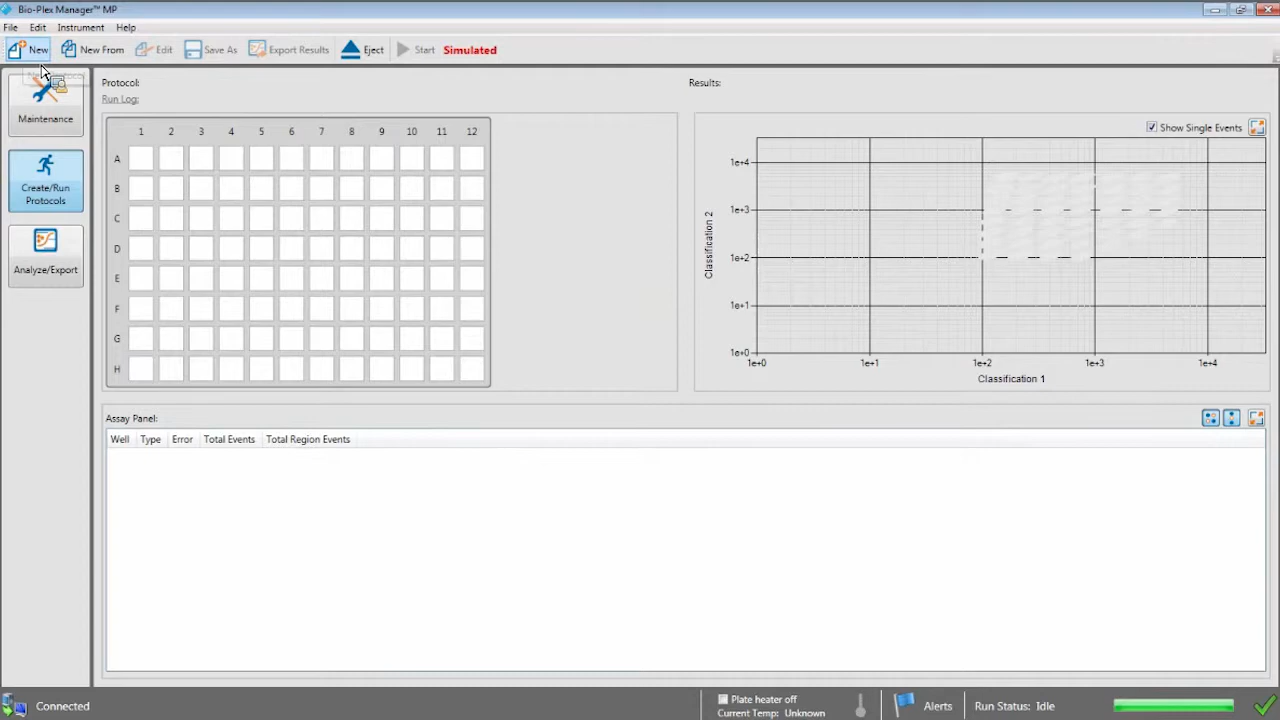 Bio-Plex Manager™ MP
File Edit Instrument Help
New New From Edit Save As Export Results Eject Start Simulated
Maintenance
Create/Run
Protocols
Analyze/Export
Protocol:
Run Log:
1 2 3 4 5 6 7 8 9 10 11 12
A
B
C
D
E
F
G
H
Results:
Show Single Events
1e+4
1e+3
1e+2
1e+1
1e+0
Classification 2
1e+0 1e+1 1e+2 1e+3 1e+4
Classification 1
Assay Panel:
Well Type Error Total Events Total Region Events
Connected
Plate heater off
Current Temp: Unknown
Alerts
Run Status: Idle